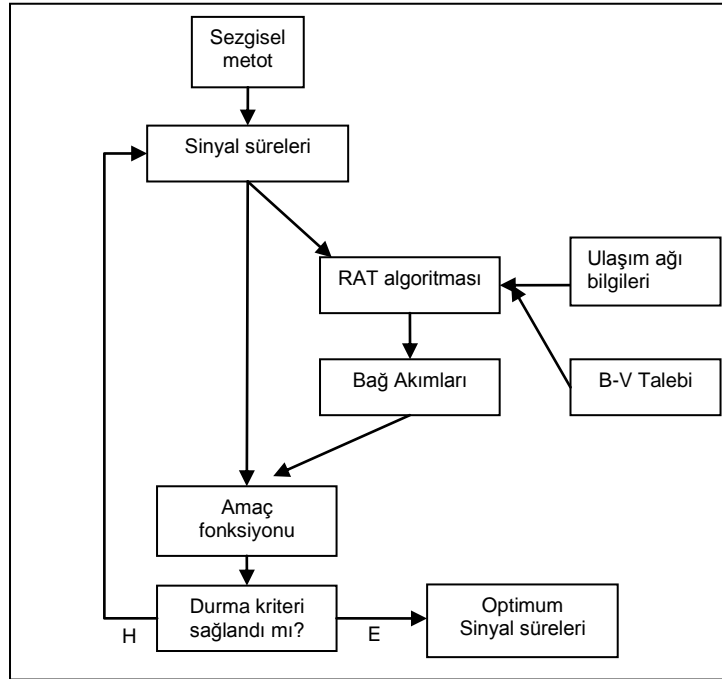 Sezgisel
metot
Sinyal süreleri
RAT algoritması
Ulaşım ağı
bilgileri
Bağ Akımları
B-V Talebi
Amaç
fonksiyonu
Durma kriteri
sağlandı mı?
H
E
Optimum
Sinyal süreleri